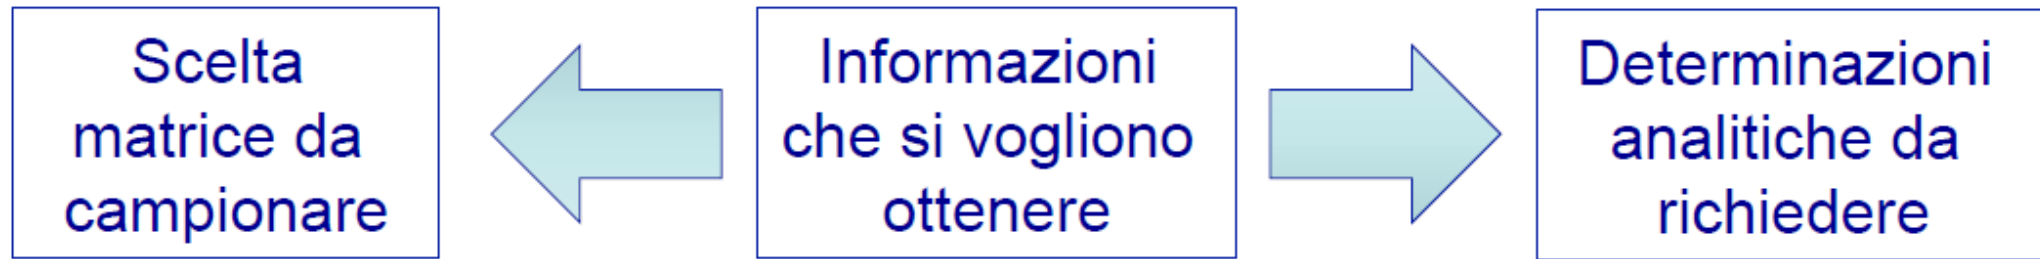 Scelta
matrice da
campionare
Informazioni
che si vogliono
ottenere
Determinazioni
analitiche da
richiedere